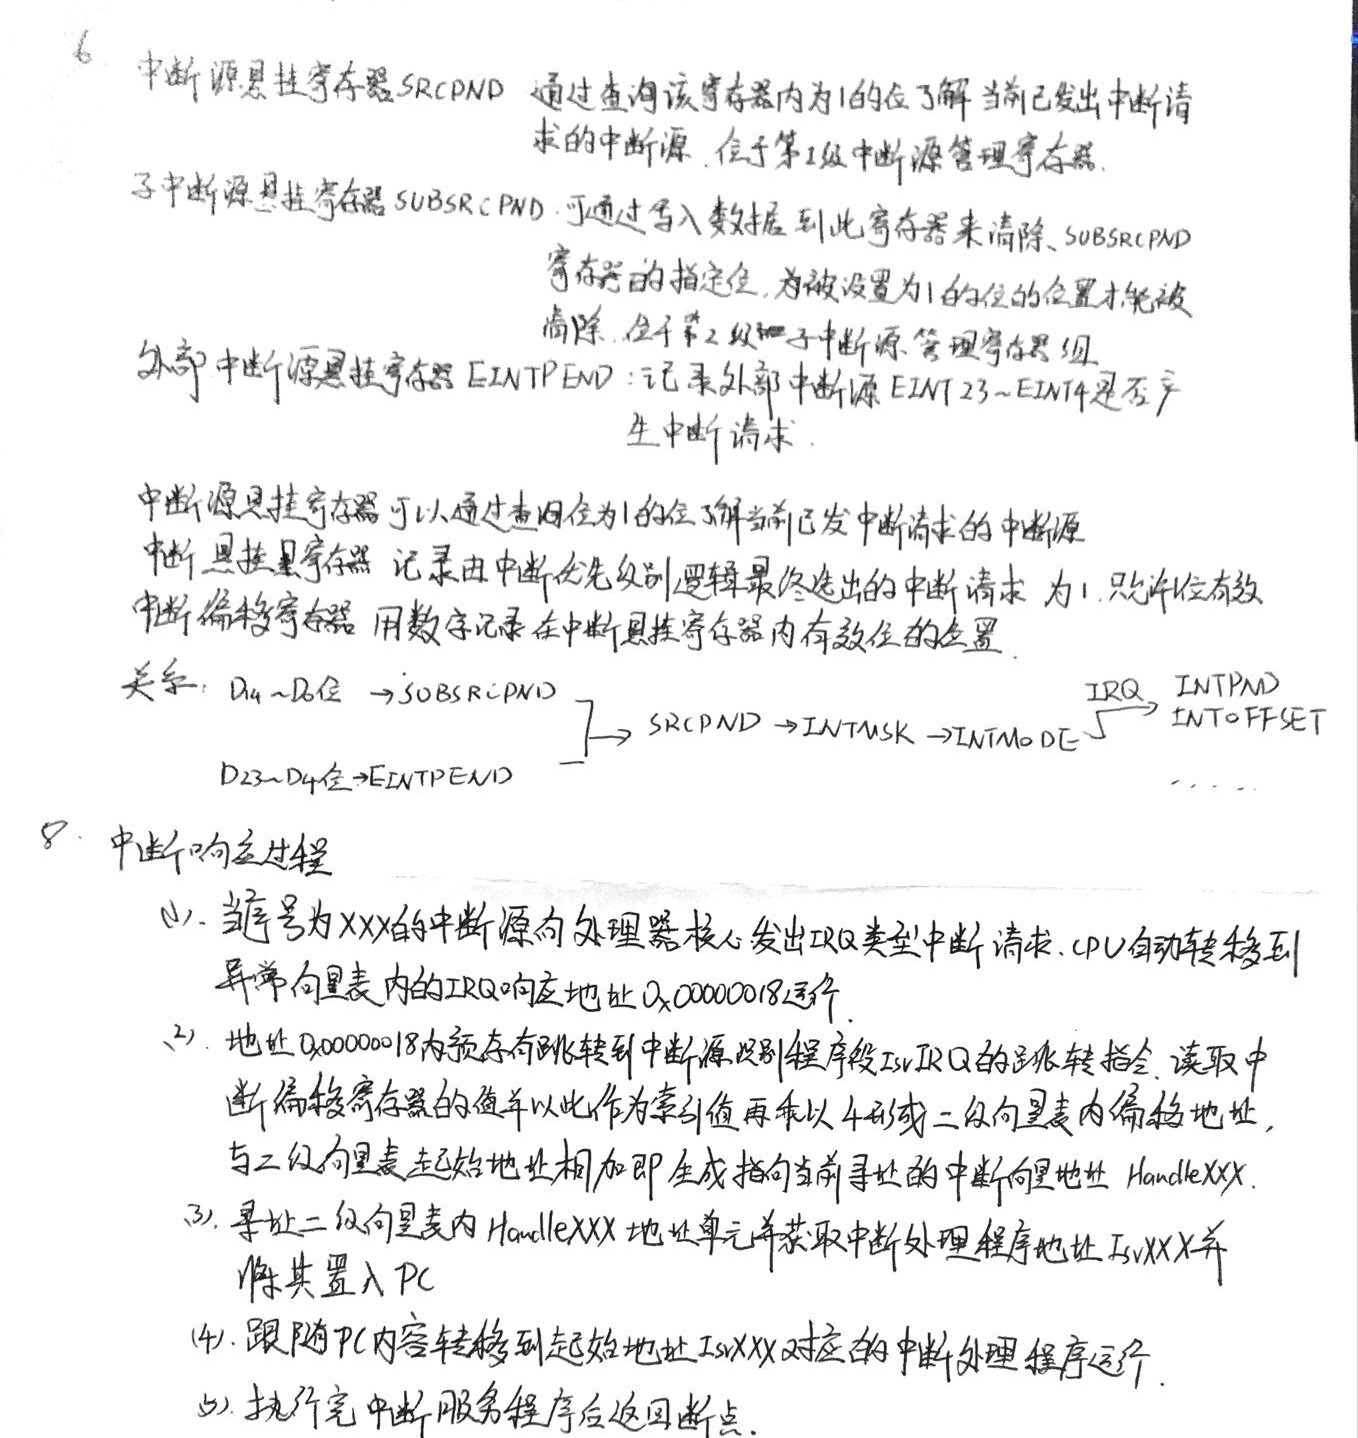 6
中断源悬挂寄存器SRCPND 通过查询该寄存器内为1的位了解当前已发出中断请
求的中断源.位于第1级中断源管理寄存器.
子中断源悬挂寄存器SUBSRCPND.可通过写入数据到此寄存器来清除、SUBSRCPND
寄存器的指定位,为被设置为1的位的位置才能被
清除.位于第2级 子中断源管理寄存器组
外部中断源悬挂寄存器EINTPEND:记录外部中断源EINT23~EINT4是否产
生中断请求.
中断源悬挂寄存器可以通过查询位为1的位了解当前已发中断请求的中断源
中断悬挂 寄存器 记录由中断优先级别逻辑最终选出的中断请求 为1.只允许1位有效
中断偏移寄存器 用数字记录在中断悬挂寄存器内有效位的位置.
关系: D14~D0位 →SUBSRCPND
D23~D4位→EINTPEND
→ SRCPND →INTMSK →INTMODE IRQ → INTPND
INTOFFSET
.....
8. 中断响应过程
(1). 当序号为XXX的中断源向处理器核心发出IRQ类型中断请求.CPU自动转移到
异常向量表内的IRQ响应地址0x00000018运行.
(2). 地址0x00000018内预存有跳转到中断源识别程序段IsrIRQ的跳转指令.读取中
断偏移寄存器的值并以此作为索引值再乘以4形成二级向量表内偏移地址,
与二级向量表起始地址相加即生成指向当前寻址的中断向量地址 HandleXXX.
(3). 寻址二级向量表内HandleXXX地址单元并获取中断处理程序地址IsrXXX并
将其置入PC
(4). 跟随PC内容转移到起始地址IsrXXX对应的中断处理程序运行.
(5). 执行完中断服务程序后返回断点.